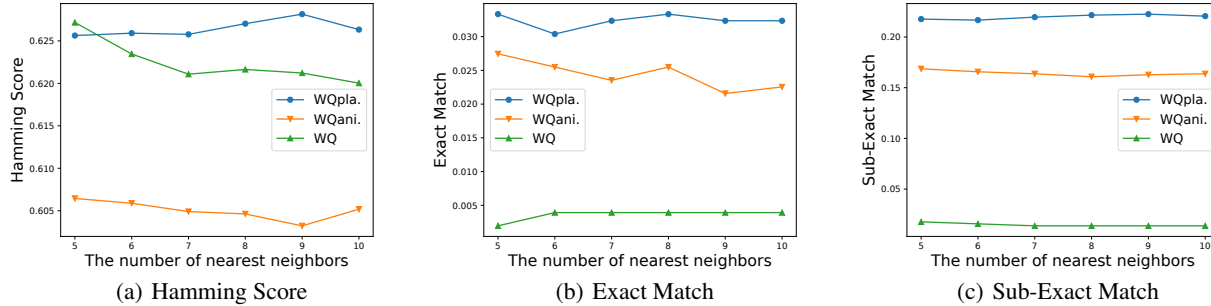 Hamming Score
0.625
0.620
0.615
0.610
0.605
WQpla.
WQani.
WQ
5 6 7 8 9 10
The number of nearest neighbors
(a) Hamming Score
Exact Match
0.030
0.025
0.020
0.015
0.010
0.005
WQpla.
WQani.
WQ
5 6 7 8 9 10
The number of nearest neighbors
(b) Exact Match
Sub-Exact Match
0.20
0.15
0.10
0.05
WQpla.
WQani.
WQ
5 6 7 8 9 10
The number of nearest neighbors
(c) Sub-Exact Match